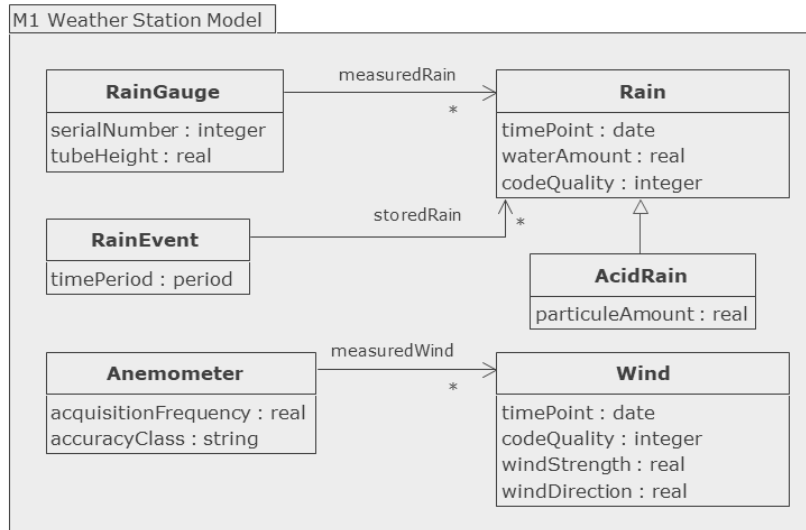 M1 Weather Station Model
RainGauge
serialNumber : integer
tubeHeight : real
measuredRain
*
Rain
timePoint : date
waterAmount : real
codeQuality : integer
RainEvent
timePeriod : period
storedRain
*
AcidRain
particuleAmount : real
Anemometer
acquisitionFrequency : real
accuracyClass : string
measuredWind
*
Wind
timePoint : date
codeQuality : integer
windStrength : real
windDirection : real